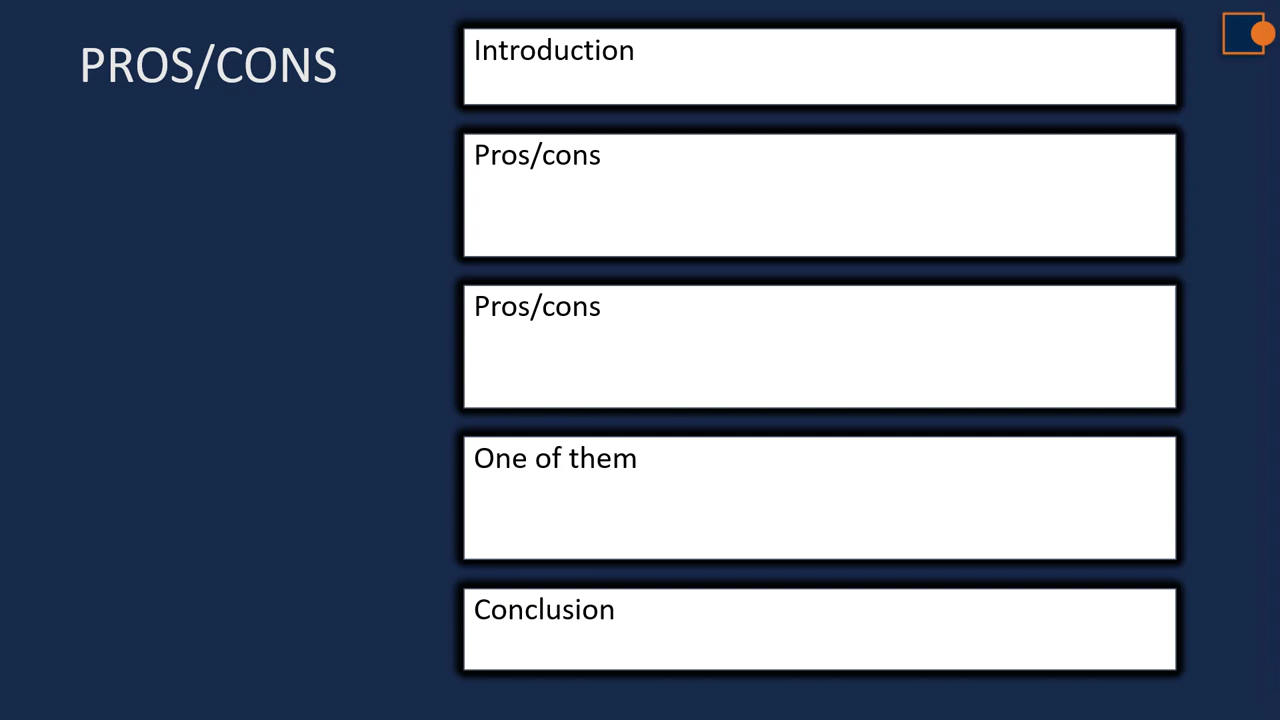 PROS/CONS
Introduction
Pros/cons
Pros/cons
One of them
Conclusion